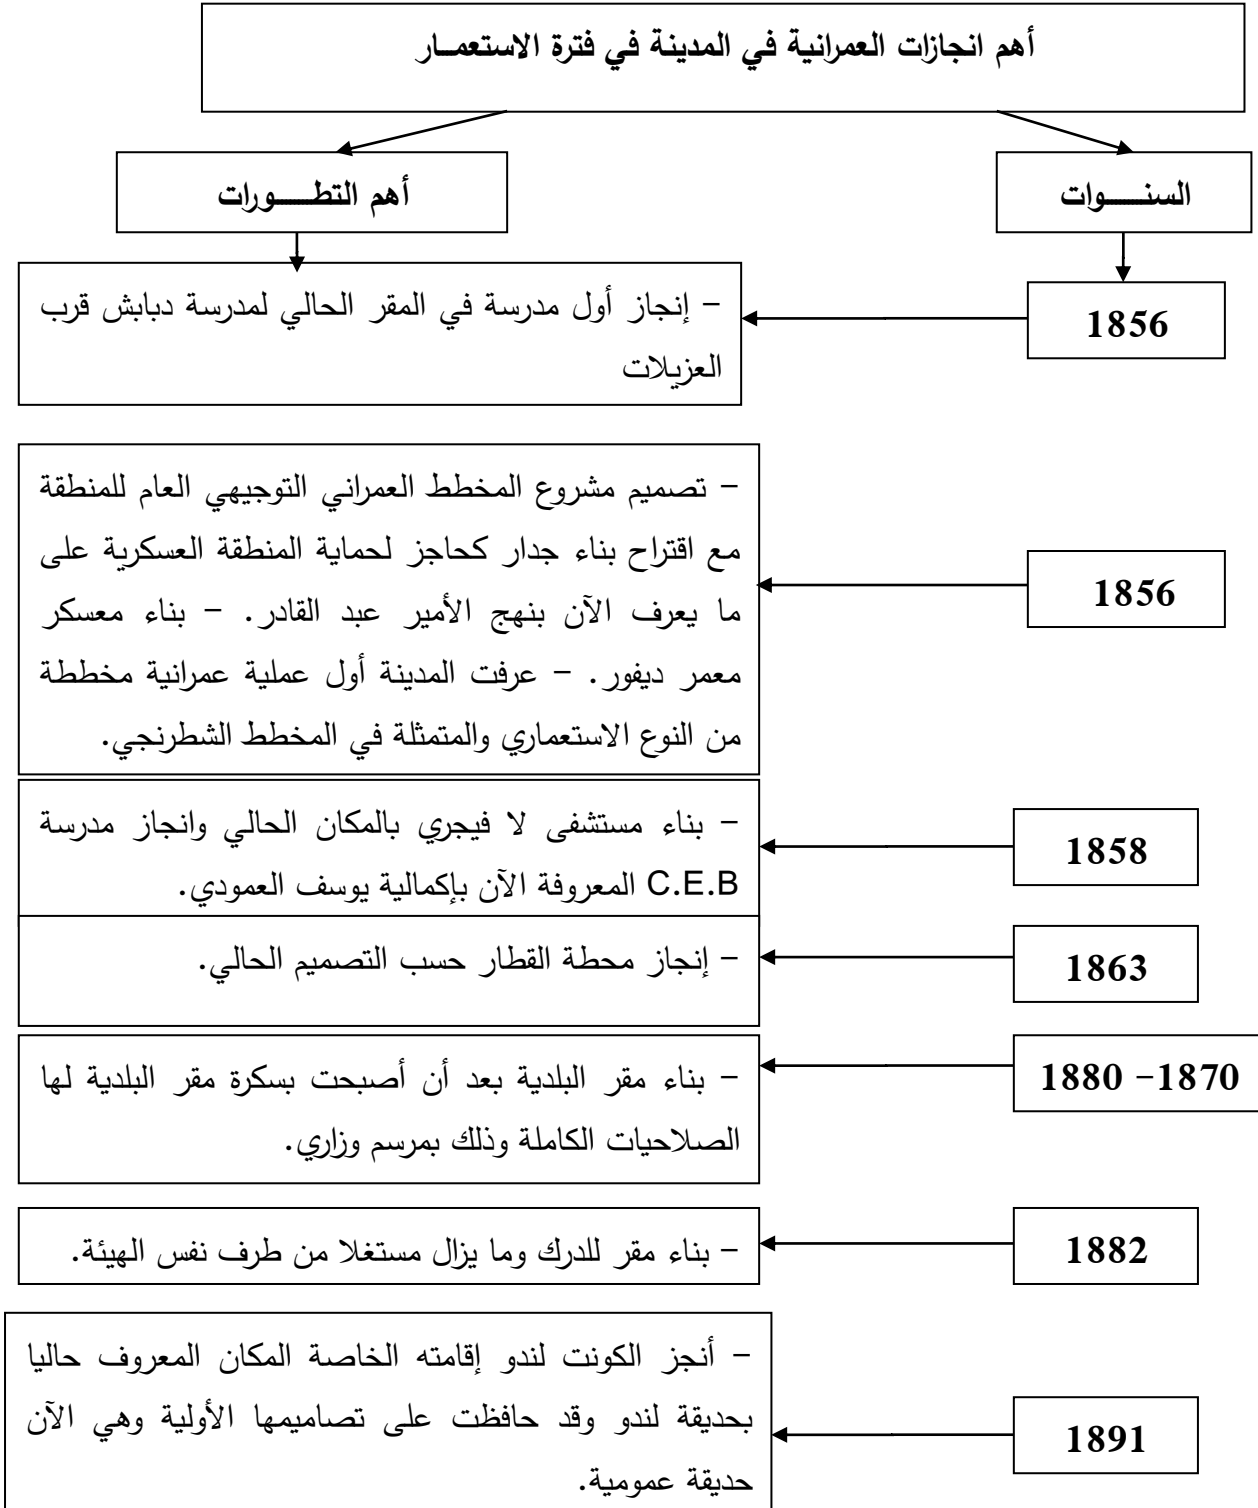 أهم انجازات العمرانية في المدينة في فترة الاستعمـار
السنـــوات
أهم التطـــورات
1856
– إنجاز أول مدرسة في المقر الحالي لمدرسة دبابش قرب
العزيلات
1856
– تصميم مشروع المخطط العمراني التوجيهي العام للمنطقة
مع اقتراح بناء جدار كحاجز لحماية المنطقة العسكرية على
ما يعرف الآن بنهج الأمير عبد القادر. – بناء معسكر
معمر ديفور. – عرفت المدينة أول عملية عمرانية مخططة
من النوع الاستعماري والمتمثلة في المخطط الشطرنجي.
1858
– بناء مستشفى لا فيجري بالمكان الحالي وانجاز مدرسة
C.E.B المعروفة الآن بإكمالية يوسف العمودي.
1863
– إنجاز محطة القطار حسب التصميم الحالي.
1870– 1880
– بناء مقر البلدية بعد أن أصبحت بسكرة مقر البلدية لها
الصلاحيات الكاملة وذلك بمرسم وزاري.
1882
– بناء مقر للدرك وما يزال مستغلا من طرف نفس الهيئة.
1891
– أنجز الكونت لندو إقامته الخاصة المكان المعروف حاليا
بحديقة لندو وقد حافظت على تصاميمها الأولية وهي الآن
حديقة عمومية.